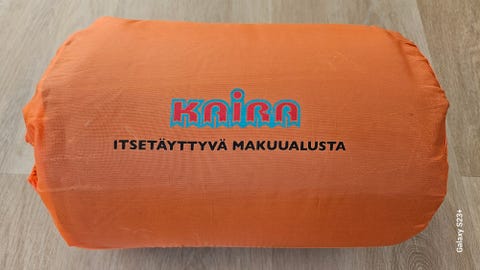 KAIRA
ITSETÄYTTYVÄ MAKUUALUSTA
Galaxy S23+